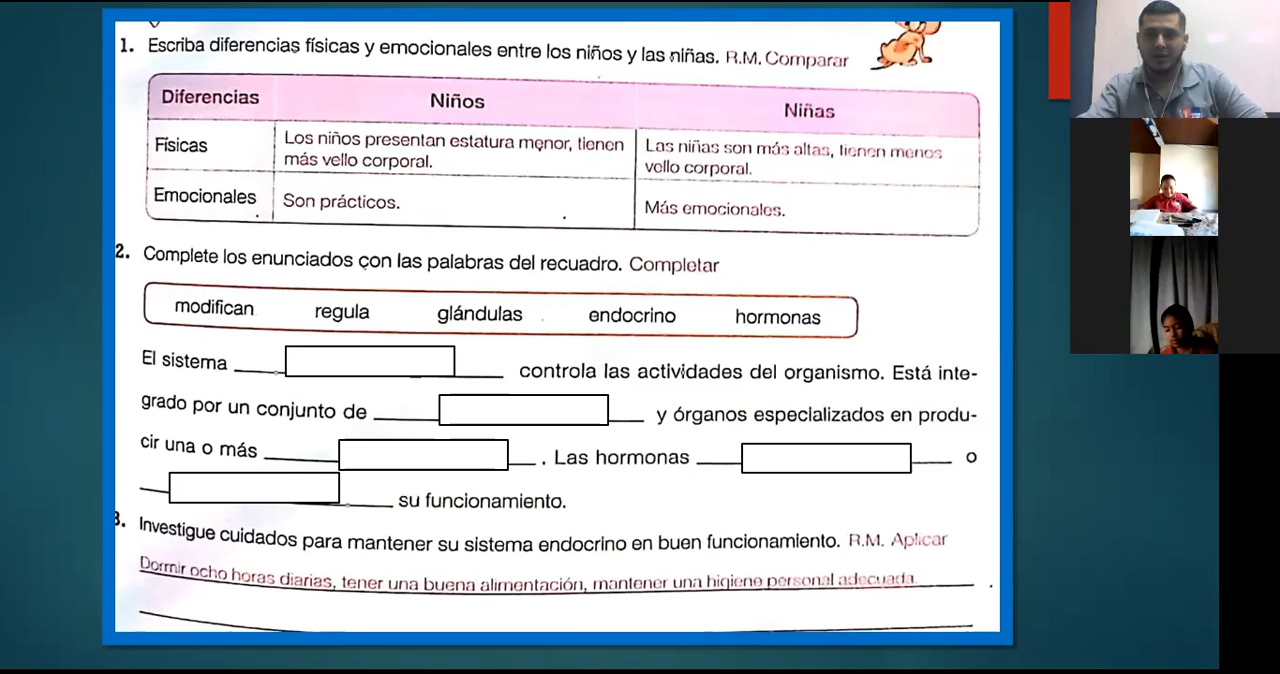 1. Escriba diferencias físicas y emocionales entre los niños y las niñas. R.M. Comparar
Diferencias Niños Niñas
Físicas Los niños presentan estatura menor, tienen Las niñas son más altas, tienen menos
más vello corporal. vello corporal.
Emocionales Son prácticos. Más emocionales.
2. Complete los enunciados con las palabras del recuadro. Completar
modifican regula glándulas endocrino hormonas
El sistema controla las actividades del organismo. Está inte-
grado por un conjunto de y órganos especializados en produ-
cir una o más . Las hormonas o
su funcionamiento.
3. Investigue cuidados para mantener su sistema endocrino en buen funcionamiento. R.M. Aplicar
Dormir ocho horas diarias, tener una buena alimentación, mantener una higiene personal adecuada.